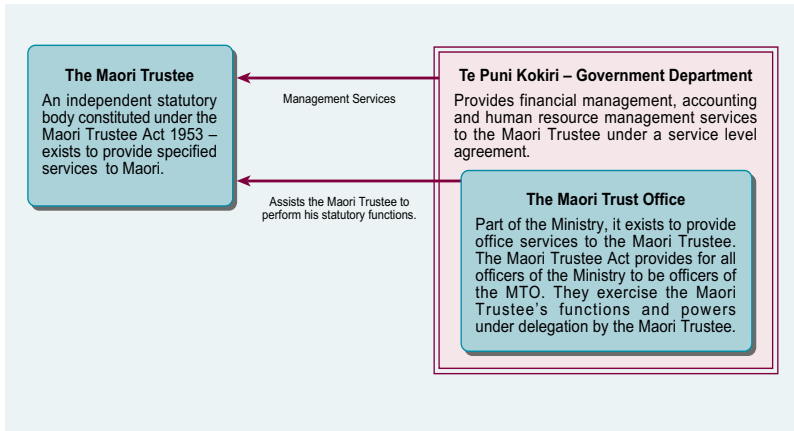 The Maori Trustee
An independent statutory
body constituted under the
Maori Trustee Act 1953 –
exists to provide specified
services to Maori.
Management Services
Assists the Maori Trustee to
perform his statutory functions.
Te Puni Kokiri – Government Department
Provides financial management, accounting
and human resource management services
to the Maori Trustee under a service level
agreement.
The Maori Trust Office
Part of the Ministry, it exists to provide
office services to the Maori Trustee.
The Maori Trustee Act provides for all
officers of the Ministry to be officers of
the MTO. They exercise the Maori
Trustee's functions and powers
under delegation by the Maori Trustee.